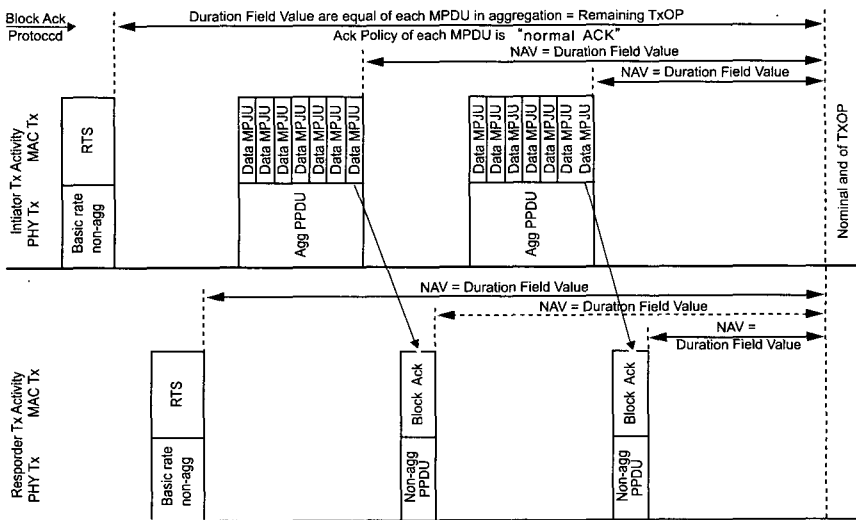 Block Ack
Protoccd
Duration Field Value are equal of each MPDU in aggregation = Remaining TxOP
Ack Policy of each MPDU is "normal ACK"
NAV = Duration Field Value
NAV = Duration Field Value
Intiator Tx Activity
PHY Tx MAC Tx
RTS
Basic rate
non-agg
Data MPJU
Data MPJU
Data MPJU
Data MPJU
Data MPJU
Data MPJU
Data MPJU
Agg PPDU
Data MPJU
Data MPJU
Data MPJU
Data MPJU
Data MPJU
Data MPJU
Data MPJU
Agg PPDU
Nominal and of TXOP
NAV = Duration Field Value
NAV = Duration Field Value
NAV =
Duration Field Value
Resporder Tx Activity
PHY Tx MAC Tx
RTS
Basic rate
non-agg
Block Ack
Non-agg
PPDU
Block Ack
Non-agg
PPDU